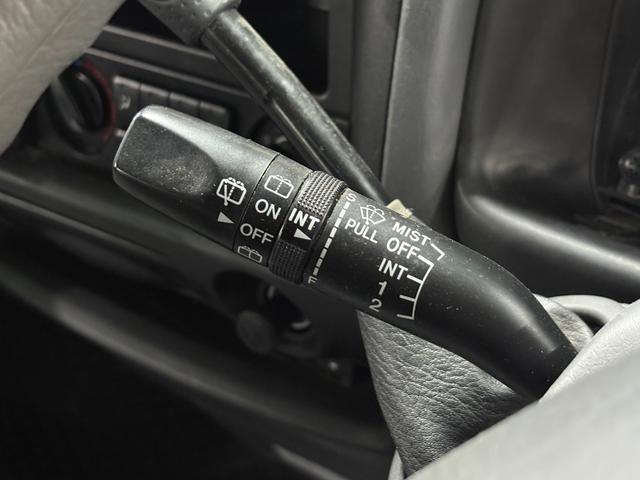 ON
OFF
INT
S
F
MIST
PULL OFF
INT
1
2